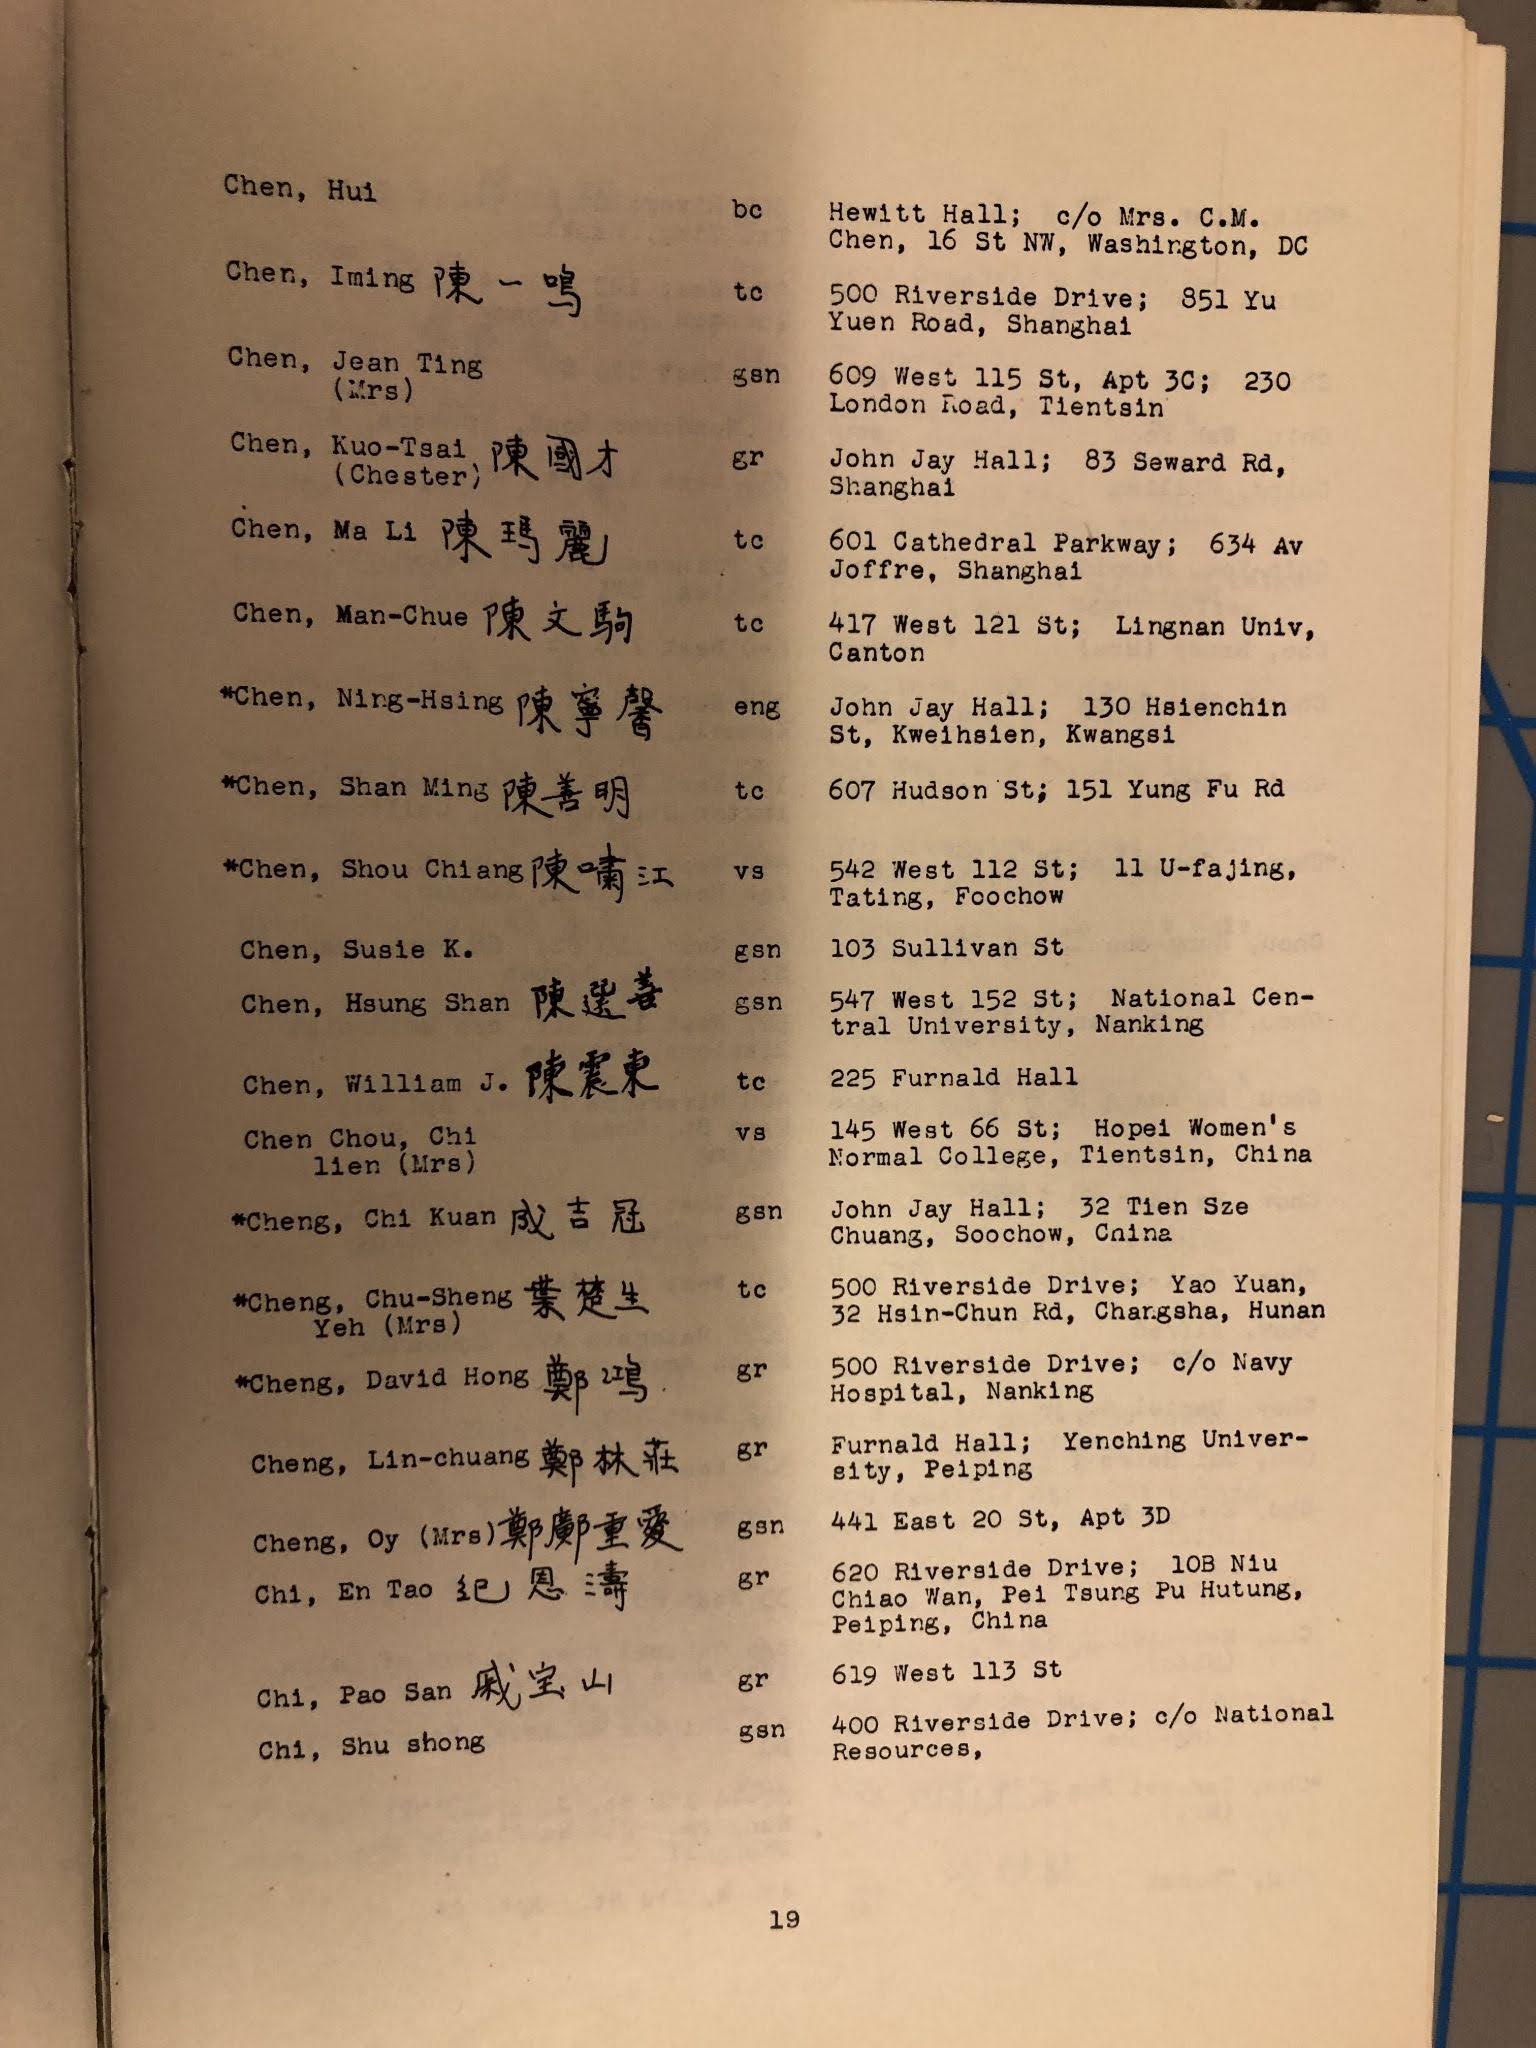 Chen, Hui bc Hewitt Hall; c/o Mrs. C.M.
Chen, 16 St NW, Washington, DC
Chen, Iming 陳一鳴 tc 500 Riverside Drive; 851 Yu
Yuen Road, Shanghai
Chen, Jean Ting gsn 609 West 115 St, Apt 3C; 230
(Mrs) London Road, Tientsin
Chen, Kuo-Tsai 陳國才 gr John Jay Hall; 83 Seward Rd,
(Chester) Shanghai
Chen, Ma Li 陳瑪麗 tc 601 Cathedral Parkway; 634 Av
Joffre, Shanghai
Chen, Man-Chue 陳文駒 tc 417 West 121 St; Lingnan Univ,
Canton
*Chen, Ning-Hsing 陳寧馨 eng John Jay Hall; 130 Hsienchin
St, Kweihsien, Kwangsi
*Chen, Shan Ming 陳善明 tc 607 Hudson St; 151 Yung Fu Rd
*Chen, Shou Chiang 陳嘯江 vs 542 West 112 St; 11 U-fajing,
Tating, Foochow
Chen, Susie K. gsn 103 Sullivan St
Chen, Hsung Shan 陳選善 gsn 547 West 152 St; National Cen-
tral University, Nanking
Chen, William J. 陳震東 tc 225 Furnald Hall
Chen Chou, Chi vs 145 West 66 St; Hopei Women's
lien (Mrs) Normal College, Tientsin, China
*Cheng, Chi Kuan 成吉冠 gsn John Jay Hall; 32 Tien Sze
Chuang, Soochow, China
*Cheng, Chu-Sheng 葉楚生 tc 500 Riverside Drive; Yao Yuan,
Yeh (Mrs) 32 Hsin-Chun Rd, Changsha, Hunan
*Cheng, David Hong 鄭鴻 gr 500 Riverside Drive; c/o Navy
Hospital, Nanking
Cheng, Lin-chuang 鄭林莊 gr Furnald Hall; Yenching Univer-
sity, Peiping
Cheng, Oy (Mrs) 鄭鄺重愛 gsn 441 East 20 St, Apt 3D
Chi, En Tao 紀恩濤 gr 620 Riverside Drive; 10B Niu
Chiao Wan, Pei Tsung Pu Hutung,
Peiping, China
Chi, Pao San 戚宝山 gr 619 West 113 St
Chi, Shu shong gsn 400 Riverside Drive; c/o National
Resources,
19